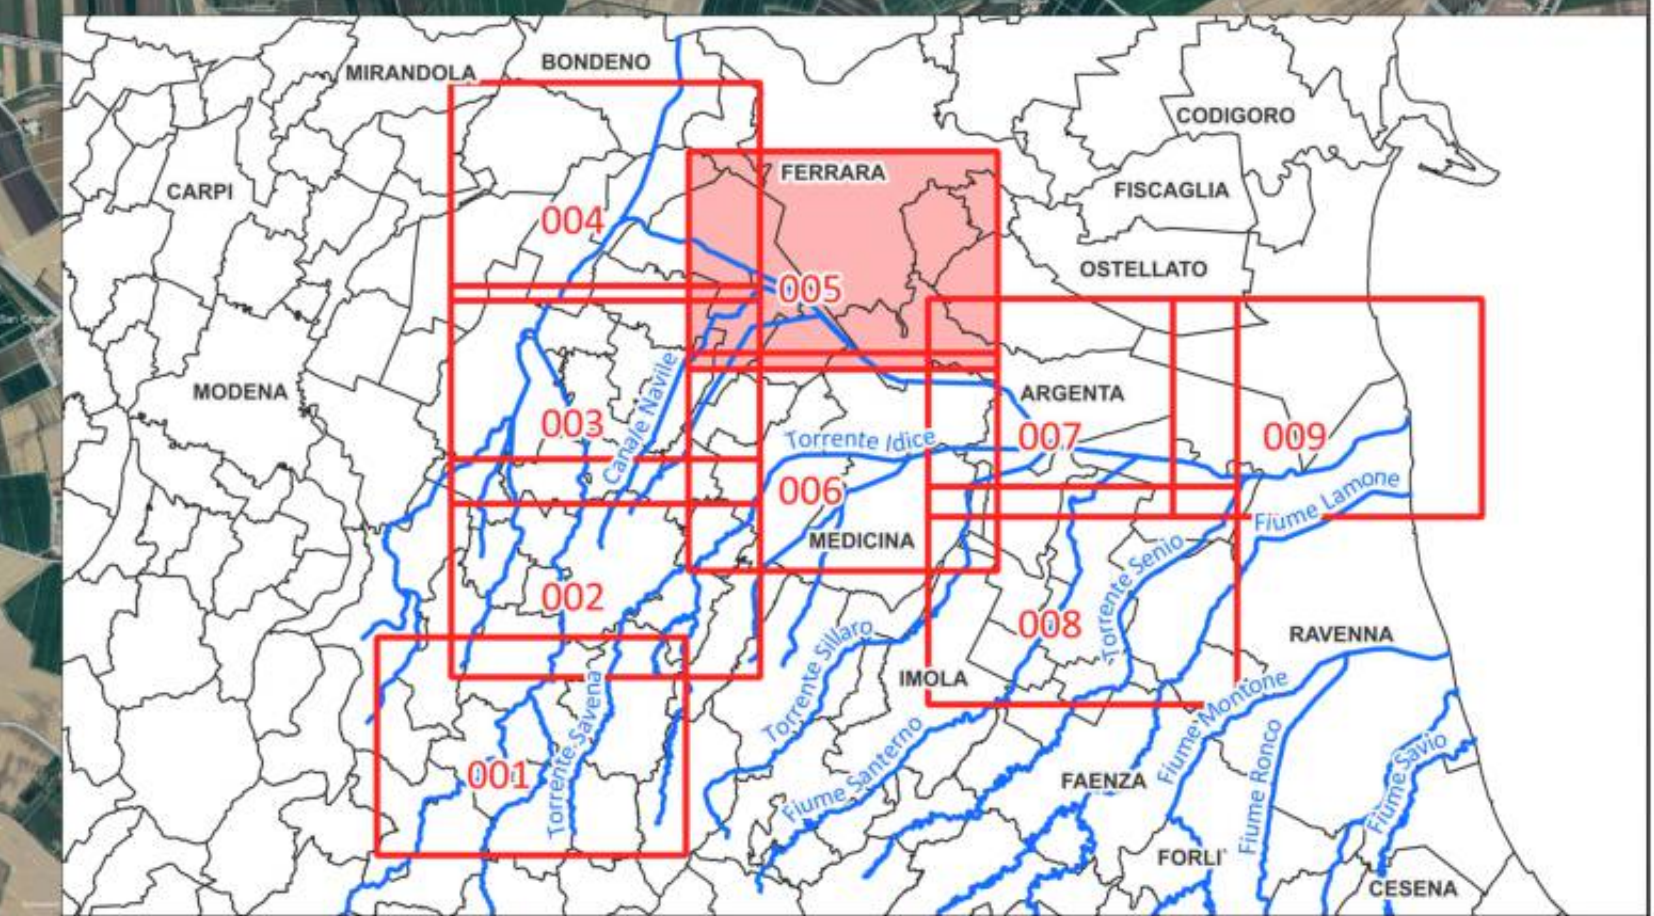 BONDENO
MIRANDOLA
CODIGORO
FERRARA
CARPI
FISCAGLIA
004
OSTELLATO
005
MODENA
ARGENTA
Canale Navile
003
Torrente Idice
007
009
006
Fiume Lamone
MEDICINA
002
Torrente Senio
008
Torrente Sillaro
RAVENNA
IMOLA
Fiume Montone
Torrente Savena
001
Fiume Santerno
FAENZA
Fiume Ronco
Fiume Savio
FORLI'
CESENA